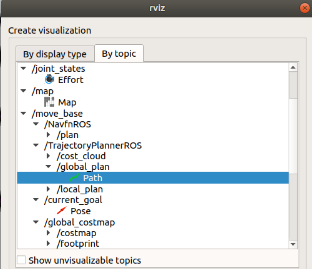 rviz
Create visualization
By display type
By topic
/joint_states
Effort
/map
Map
/move_base
/NavfnROS
/plan
/TrajectoryPlannerROS
/cost_cloud
/global_plan
Path
/local_plan
/current_goal
Pose
/global_costmap
/costmap
/footprint
Show unvisualizable topics